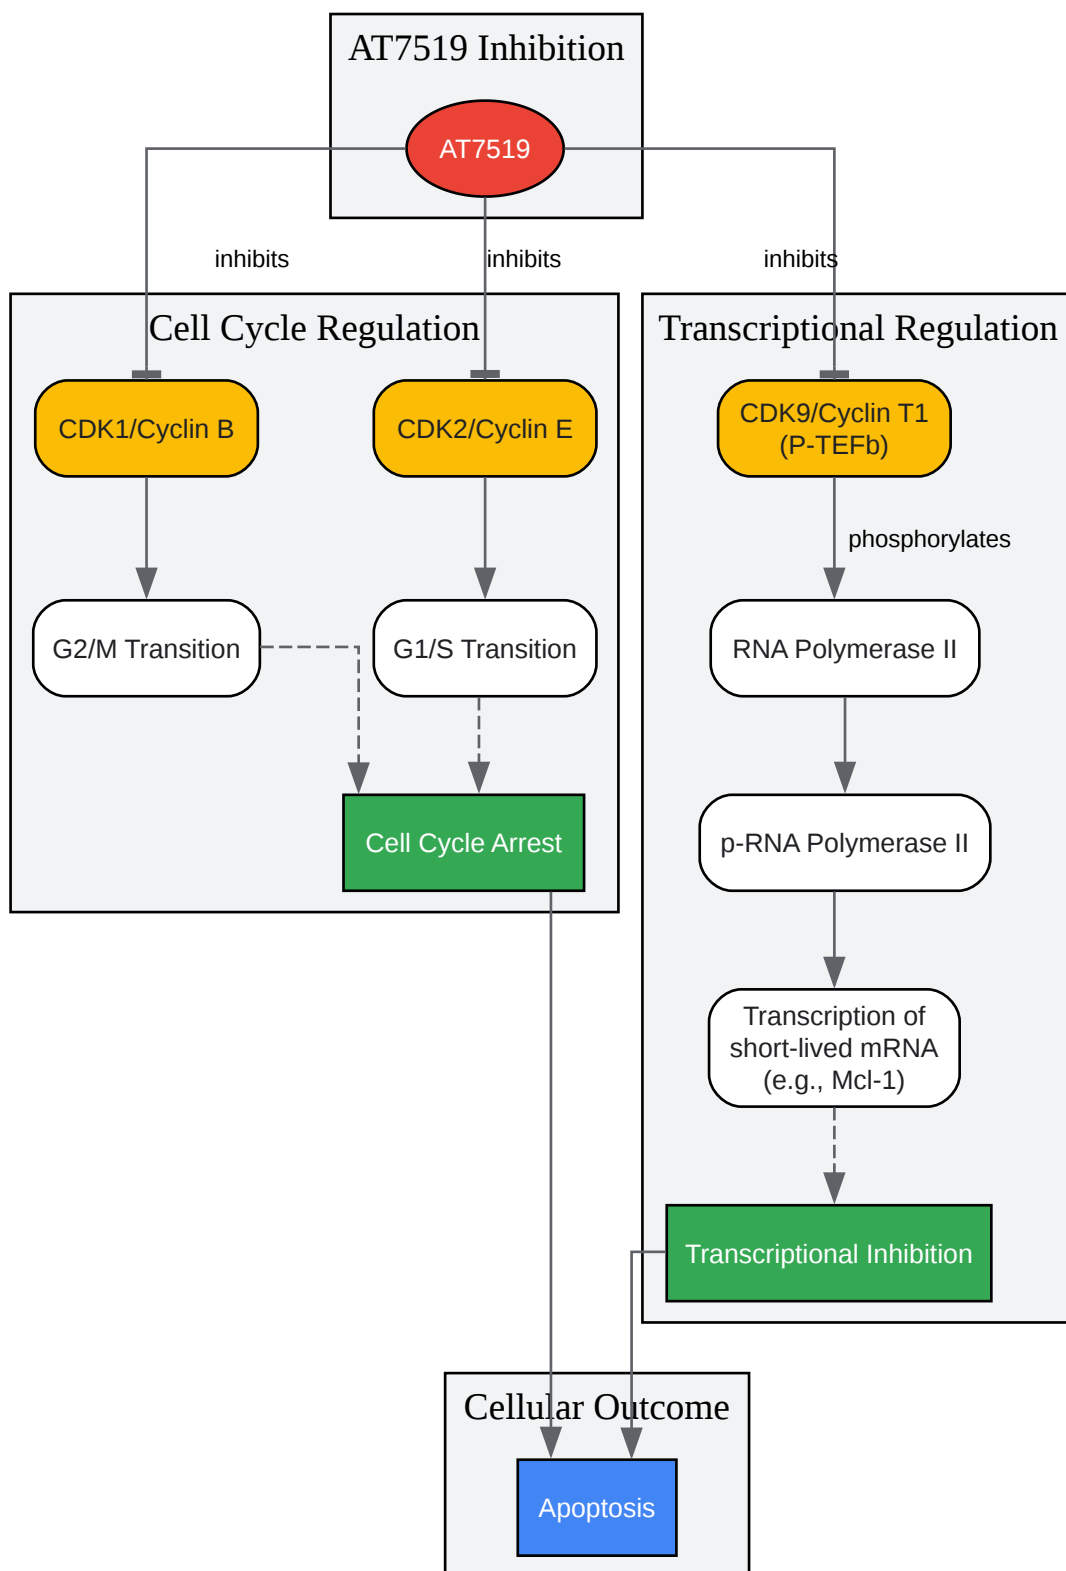 AT7519 Inhibition
AT7519
inhibits
inhibits
inhibits
Cell Cycle Regulation
Transcriptional Regulation
CDK1/Cyclin B
CDK2/Cyclin E
CDK9/Cyclin T1
(P-TEFb)
phosphorylates
G2/M Transition
G1/S Transition
RNA Polymerase II
Cell Cycle Arrest
p-RNA Polymerase II
Transcription of
short-lived mRNA
(e.g., Mcl-1)
Transcriptional Inhibition
Cellular Outcome
Apoptosis